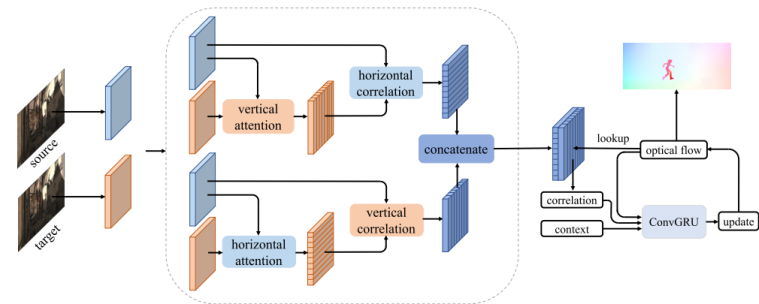 source
target
vertical
attention
horizontal
correlation
horizontal
attention
vertical
correlation
concatenate
lookup
optical flow
correlation
context
ConvGRU
update